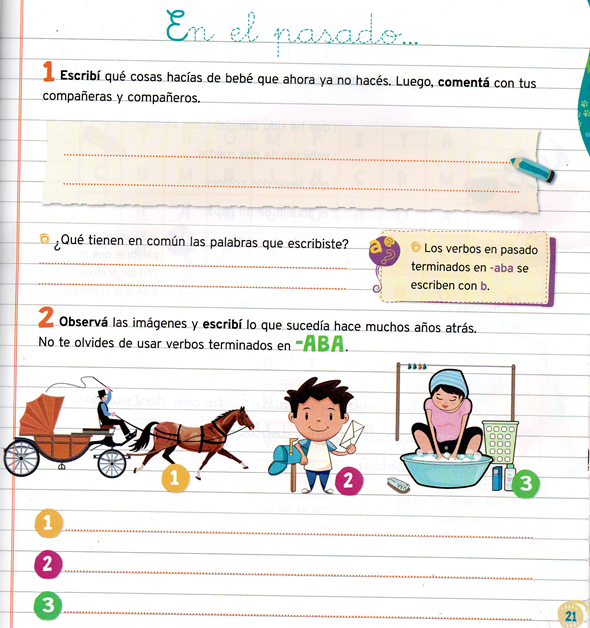 En el pasado...
1 Escribí qué cosas hacías de bebé que ahora ya no hacés. Luego, comentá con tus
compañeras y compañeros.
¿Qué tienen en común las palabras que escribiste?
Los verbos en pasado
terminados en -aba se
escriben con b.
2 Observá las imágenes y escribí lo que sucedía hace muchos años atrás.
No te olvides de usar verbos terminados en -ABA.
1
2
3
1
2
3
21